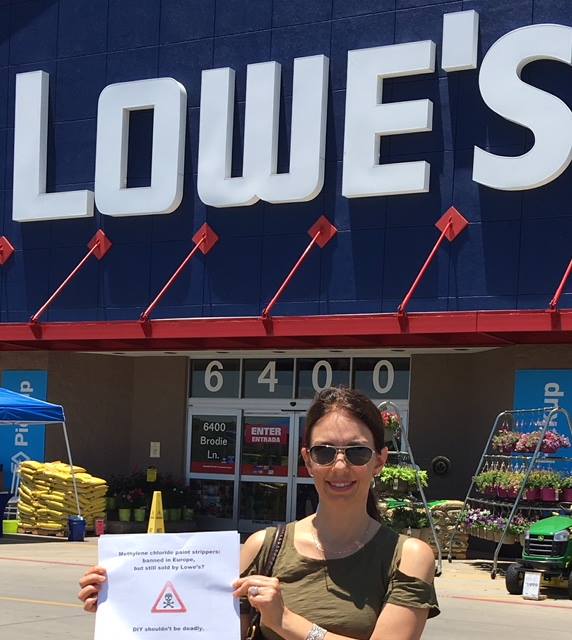 LOWE'S
6400
6400
Brodie
Ln.
ENTER
ENTRADA
Pick
up
Methylene chloride paint strippers:
banned in Europe,
but still sold by Lowe's?
DIY shouldn't be deadly.